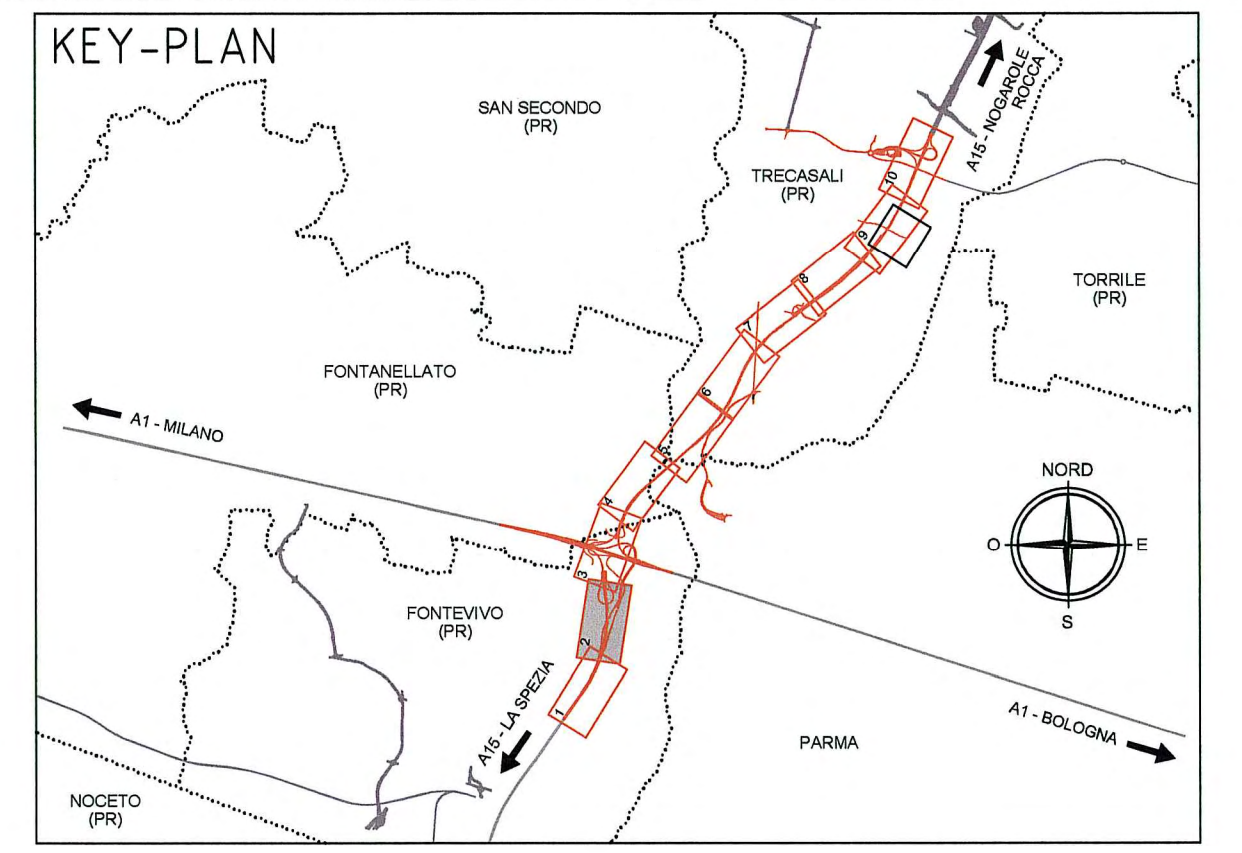 KEY-PLAN
SAN SECONDO
(PR)
A15 - NOGAROLE
ROCCA
TRECASALI
(PR)
10
9
TORRILE
(PR)
8
7
FONTANELLATO
(PR)
6
A1 - MILANO
5
NORD
4
O
E
S
3
FONTEVIVO
(PR)
2
A15 - LA SPEZIA
1
A1 - BOLOGNA
PARMA
NOCETO
(PR)